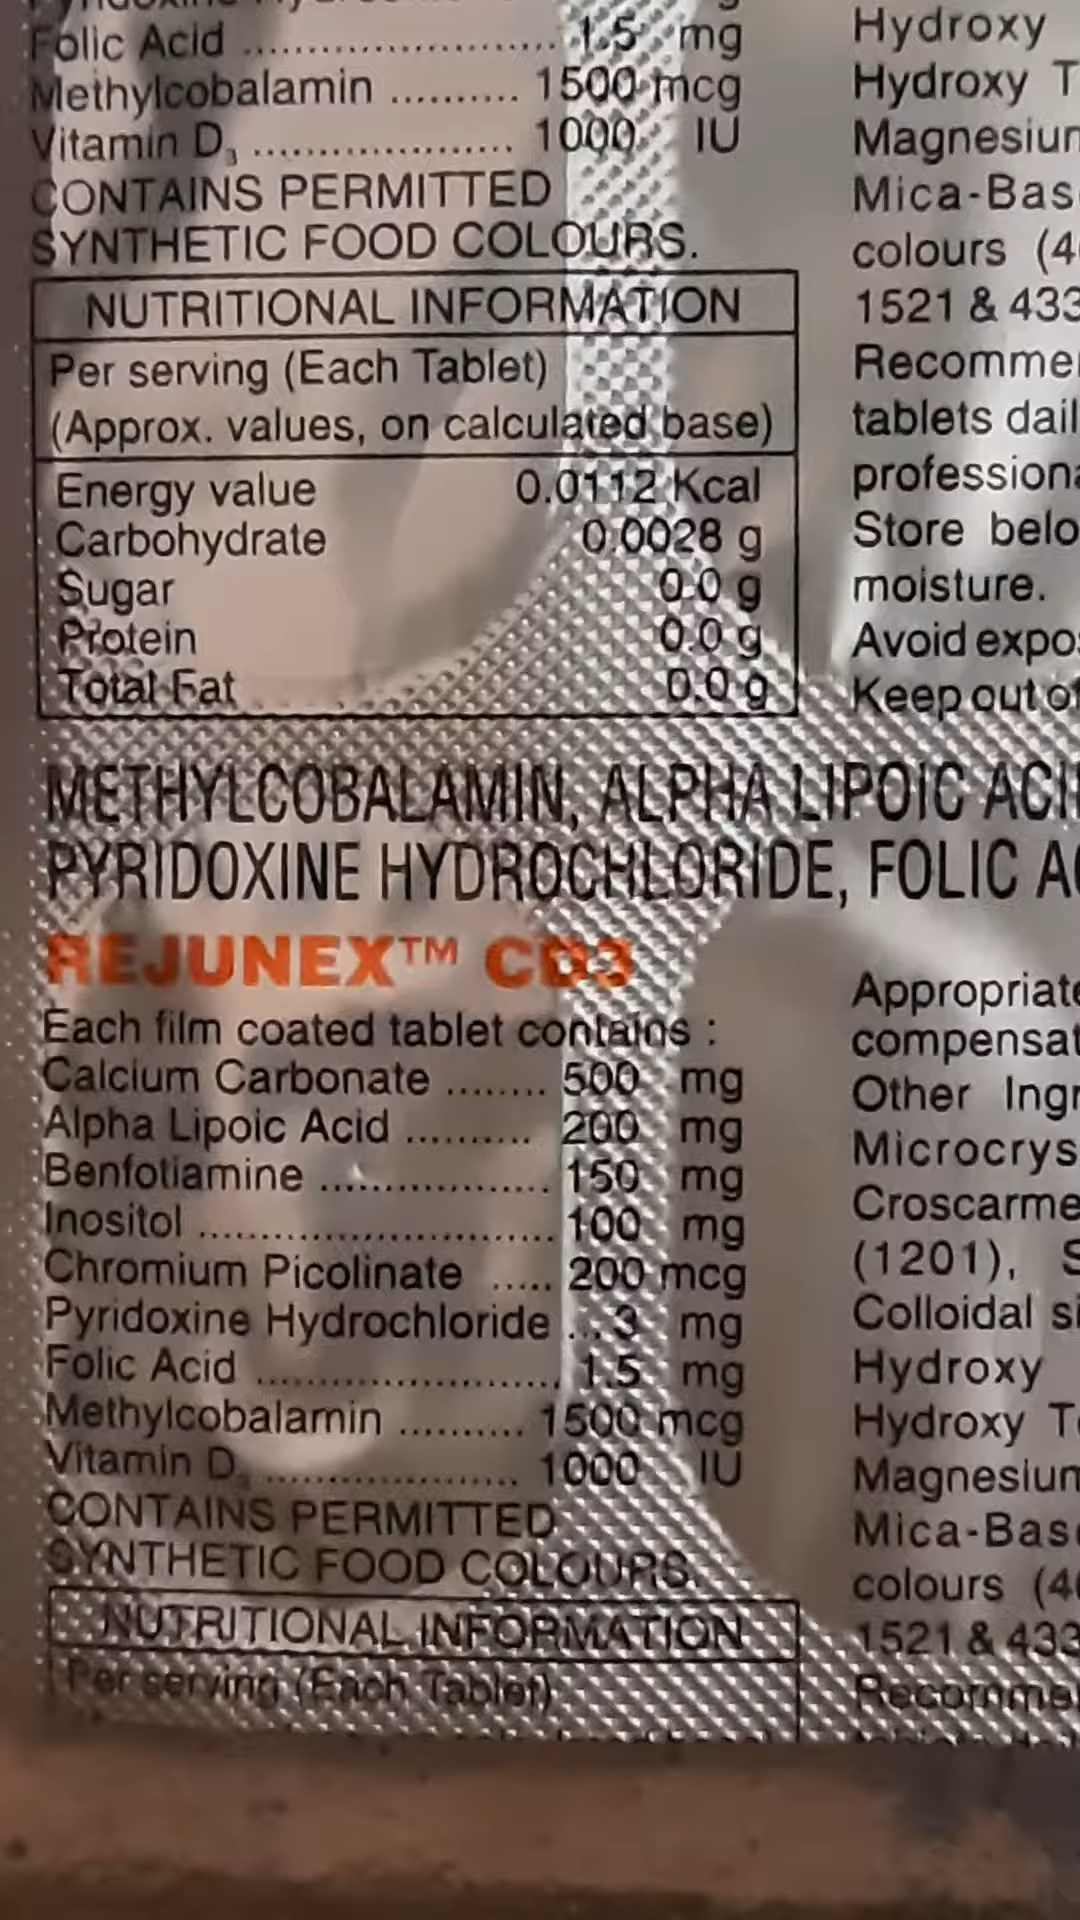 Folic Acid .......................... 1.5 mg
Methylcobalamin .......... 1500 mcg
Vitamin D3 .................... 1000 IU
CONTAINS PERMITTED
SYNTHETIC FOOD COLOURS.
NUTRITIONAL INFORMATION
Per serving (Each Tablet)
(Approx. values, on calculated base)
Energy value 0.0112 Kcal
Carbohydrate 0.0028 g
Sugar 0.0 g
Protein 0.0 g
Total Fat 0.0 g
Hydroxy
Hydroxy T
Magnesium
Mica-Bas
colours (4
1521 & 433
Recomme
tablets dail
professiona
Store belo
moisture.
Avoid expo
Keep out of
METHYLCOBALAMIN, ALPHA LIPOIC ACI
PYRIDOXINE HYDROCHLORIDE, FOLIC A
REJUNEX™ CD3
Each film coated tablet contains :
Calcium Carbonate ........ 500 mg
Alpha Lipoic Acid .......... 200 mg
Benfotiamine .................. 150 mg
Inositol ............................ 100 mg
Chromium Picolinate ..... 200 mcg
Pyridoxine Hydrochloride ... 3 mg
Folic Acid ........................ 1.5 mg
Methylcobalamin .......... 1500 mcg
Vitamin D3 .................... 1000 IU
CONTAINS PERMITTED
SYNTHETIC FOOD COLOURS.
NUTRITIONAL INFORMATION
Per serving (Each Tablet)
Appropriate
compensat
Other Ingr
Microcrys
Croscarme
(1201), S
Colloidal si
Hydroxy
Hydroxy T
Magnesium
Mica-Bas
colours (4
1521 & 433
Recomme